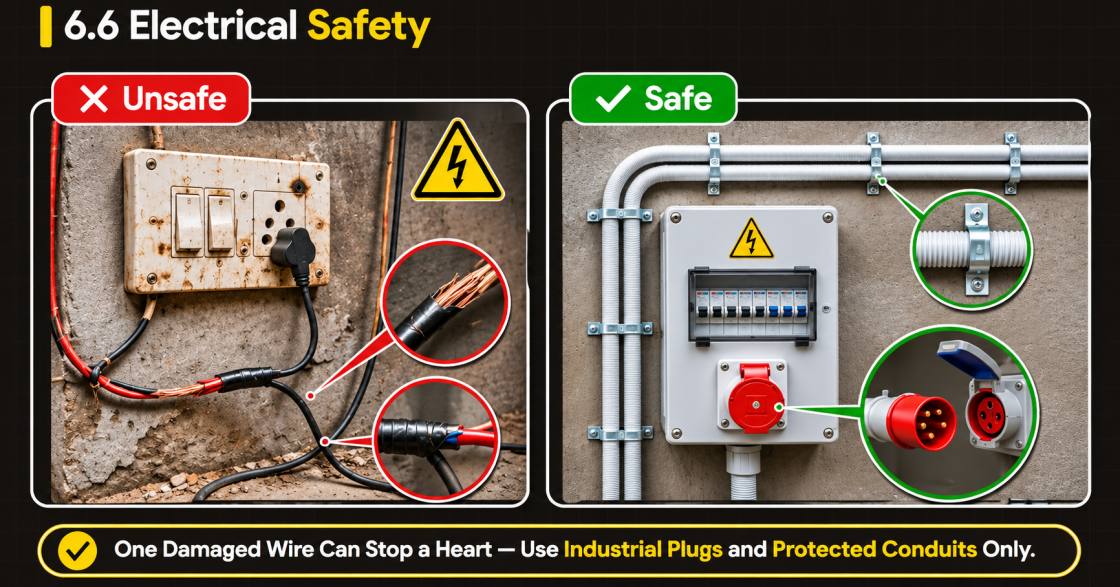 6.6 Electrical Safety
Unsafe
Safe
One Damaged Wire Can Stop a Heart — Use Industrial Plugs and Protected Conduits Only.